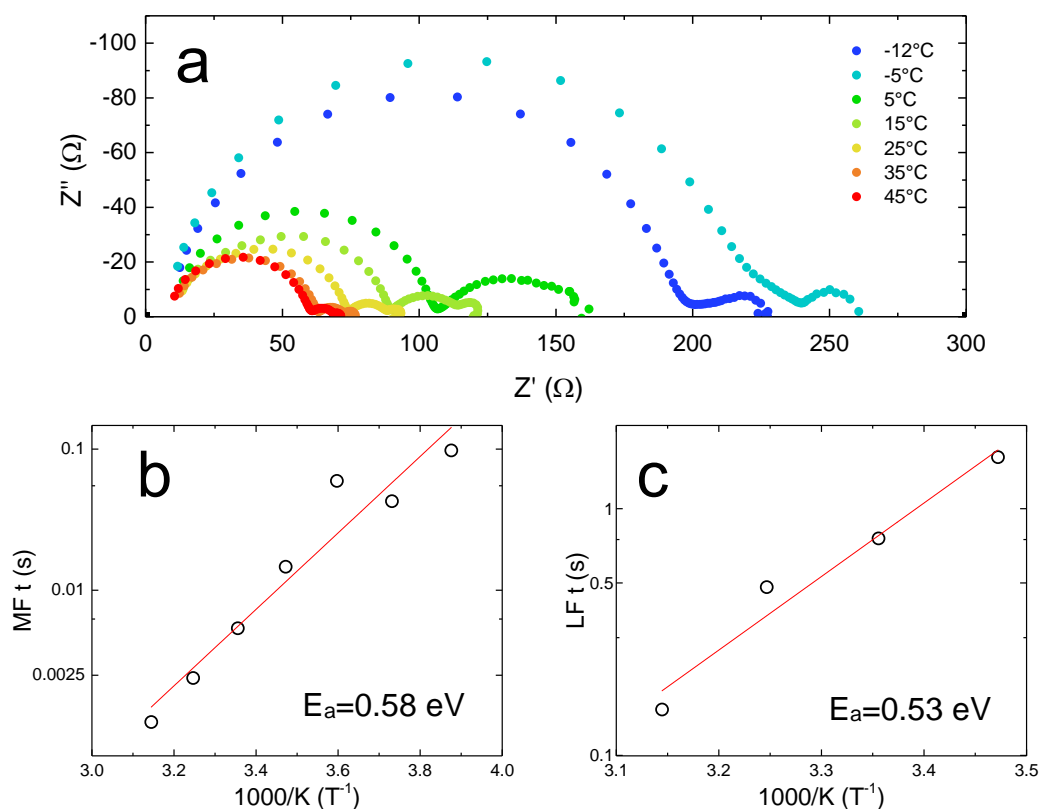 a
-100
-80
-60
-40
-20
0
Z'' (Ω)
0 50 100 150 200 250 300
Z' (Ω)
-12°C
-5°C
5°C
15°C
25°C
35°C
45°C
b
0.1
0.01
0.0025
MF t (s)
Ea=0.58 eV
3.0 3.2 3.4 3.6 3.8 4.0
1000/K (T-1)
c
1
0.5
0.1
LF t (s)
Ea=0.53 eV
3.1 3.2 3.3 3.4 3.5
1000/K (T-1)